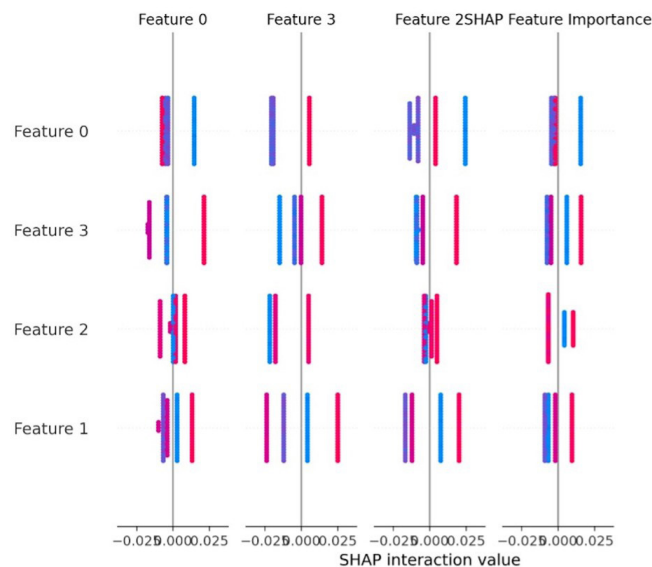 Feature 0 Feature 3 Feature 2SHAP Feature Importance
Feature 0
Feature 3
Feature 2
Feature 1
−0.025 0.000 0.025 −0.025 0.000 0.025 −0.025 0.000 0.025 −0.025 0.000 0.025
SHAP interaction value